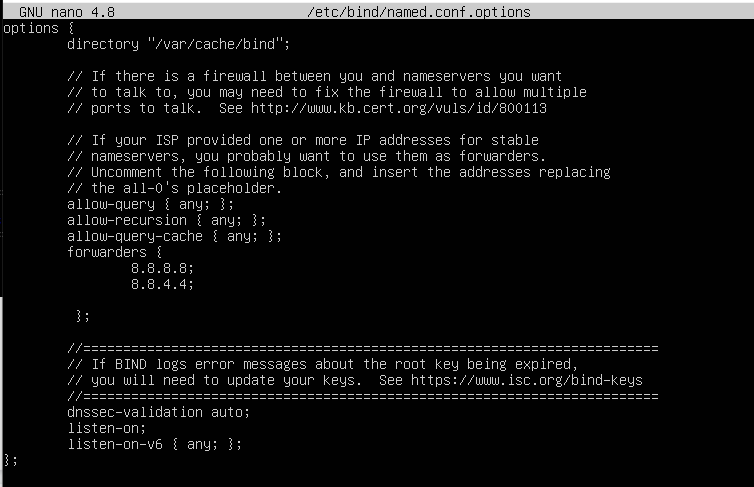 GNU nano 4.8 /etc/bind/named.conf.options
options {
directory "/var/cache/bind";
// If there is a firewall between you and nameservers you want
// to talk to, you may need to fix the firewall to allow multiple
// ports to talk.  See http://www.kb.cert.org/vuls/id/800113
// If your ISP provided one or more IP addresses for stable
// nameservers, you probably want to use them as forwarders.
// Uncomment the following block, and insert the addresses replacing
// the all-0's placeholder.
allow-query { any; };
allow-recursion { any; };
allow-query-cache { any; };
forwarders {
8.8.8.8;
8.8.4.4;
};
//========================================================================
// If BIND logs error messages about the root key being expired,
// you will need to update your keys.  See https://www.isc.org/bind-keys
//========================================================================
dnssec-validation auto;
listen-on;
listen-on-v6 { any; };
};